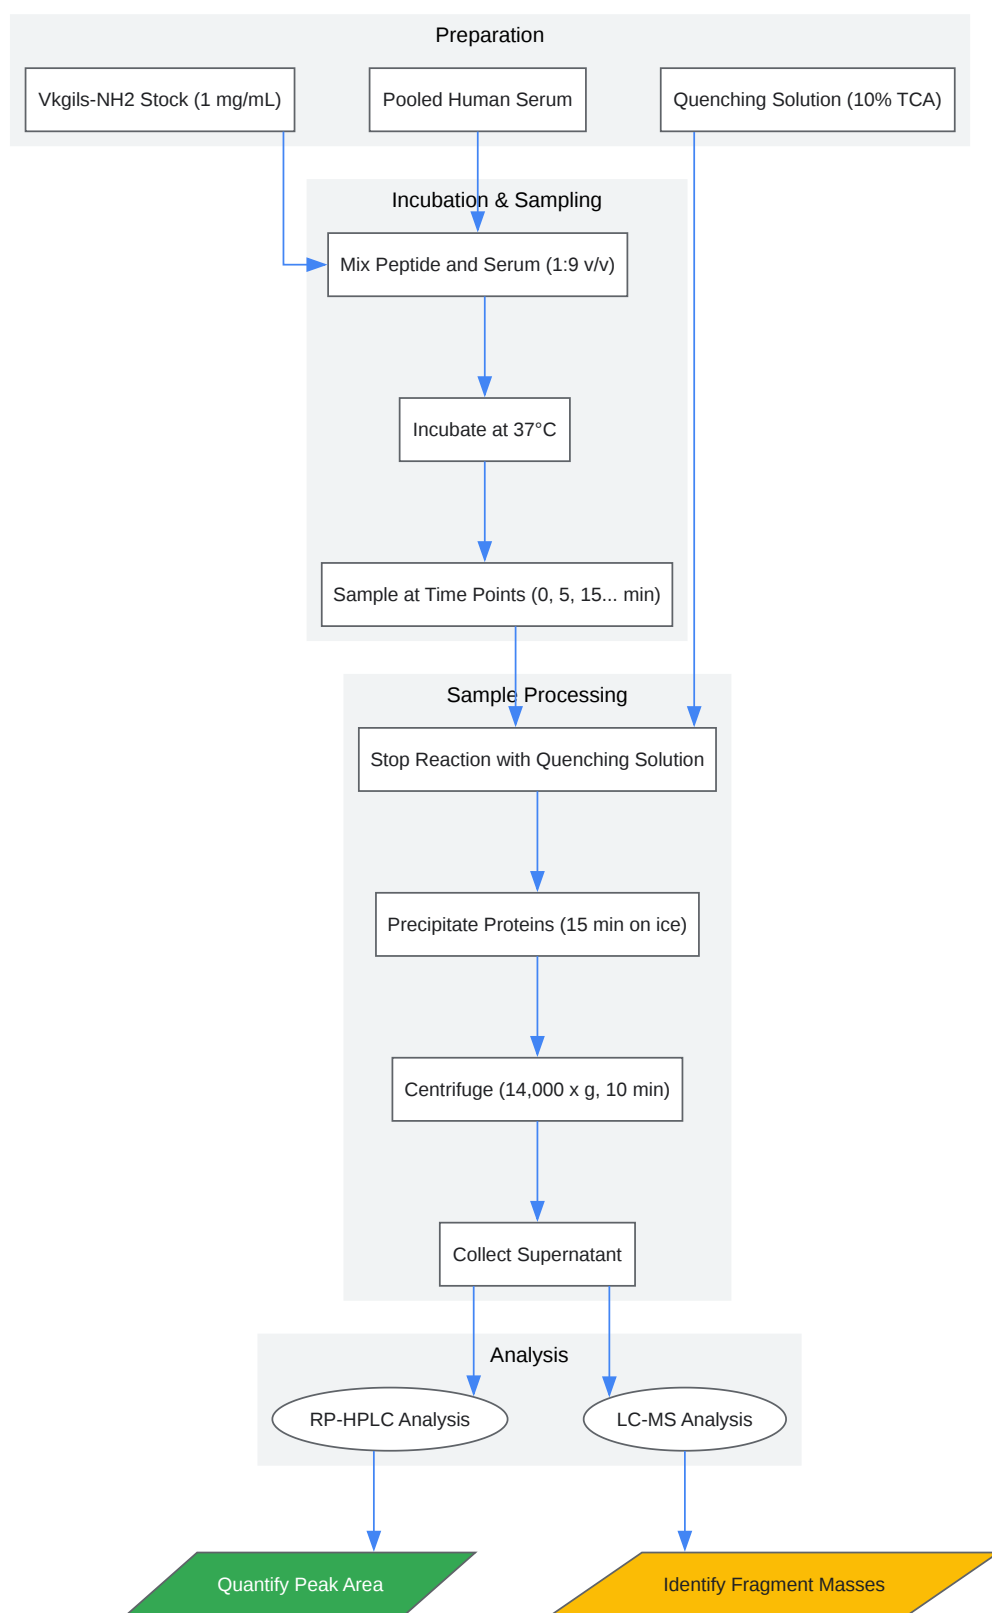 Preparation
Vkgils-NH2 Stock (1 mg/mL)
Pooled Human Serum
Quenching Solution (10% TCA)
Incubation & Sampling
Mix Peptide and Serum (1:9 v/v)
Incubate at 37°C
Sample at Time Points (0, 5, 15... min)
Sample Processing
Stop Reaction with Quenching Solution
Precipitate Proteins (15 min on ice)
Centrifuge (14,000 x g, 10 min)
Collect Supernatant
Analysis
RP-HPLC Analysis
LC-MS Analysis
Quantify Peak Area
Identify Fragment Masses